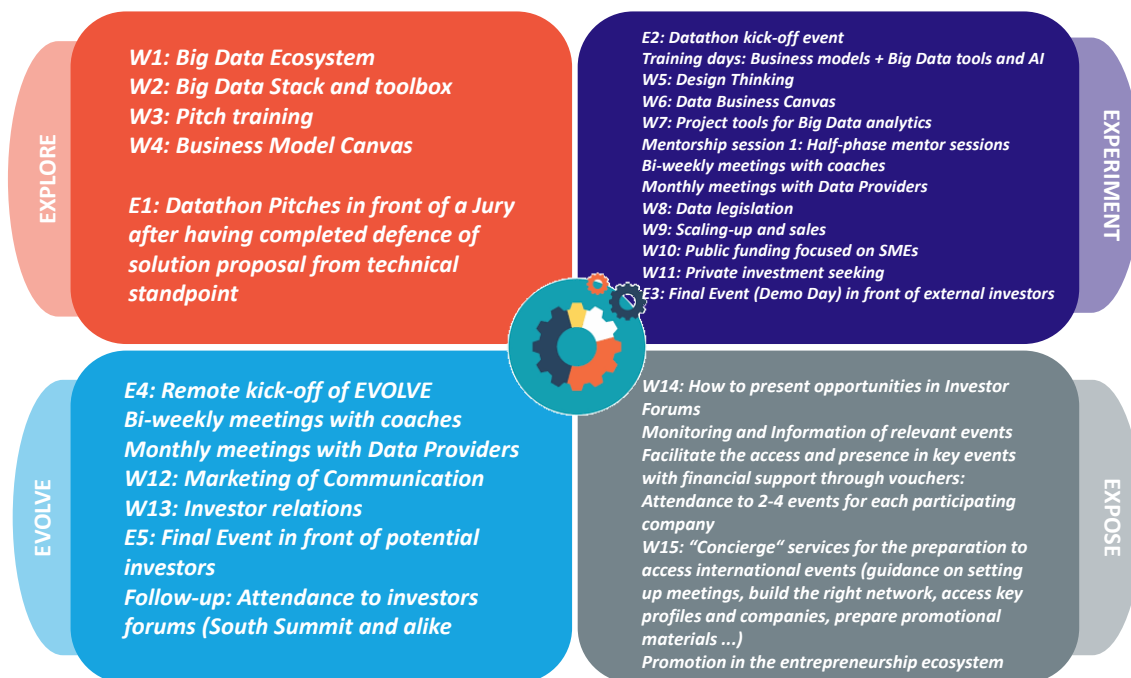 EXPLORE
W1: Big Data Ecosystem
W2: Big Data Stack and toolbox
W3: Pitch training
W4: Business Model Canvas
E1: Datathon Pitches in front of a Jury
after having completed defence of
solution proposal from technical
standpoint
EXPERIMENT
E2: Datathon kick-off event
Training days: Business models + Big Data tools and AI
W5: Design Thinking
W6: Data Business Canvas
W7: Project tools for Big Data analytics
Mentorship session 1: Half-phase mentor sessions
Bi-weekly meetings with coaches
Monthly meetings with Data Providers
W8: Data legislation
W9: Scaling-up and sales
W10: Public funding focused on SMEs
W11: Private investment seeking
E3: Final Event (Demo Day) in front of external investors
EVOLVE
E4: Remote kick-off of EVOLVE
Bi-weekly meetings with coaches
Monthly meetings with Data Providers
W12: Marketing of Communication
W13: Investor relations
E5: Final Event in front of potential
investors
Follow-up: Attendance to investors
forums (South Summit and alike
EXPOSE
W14: How to present opportunities in Investor
Forums
Monitoring and Information of relevant events
Facilitate the access and presence in key events
with financial support through vouchers:
Attendance to 2-4 events for each participating
company
W15: “Concierge“ services for the preparation to
access international events (guidance on setting
up meetings, build the right network, access key
profiles and companies, prepare promotional
materials ...)
Promotion in the entrepreneurship ecosystem